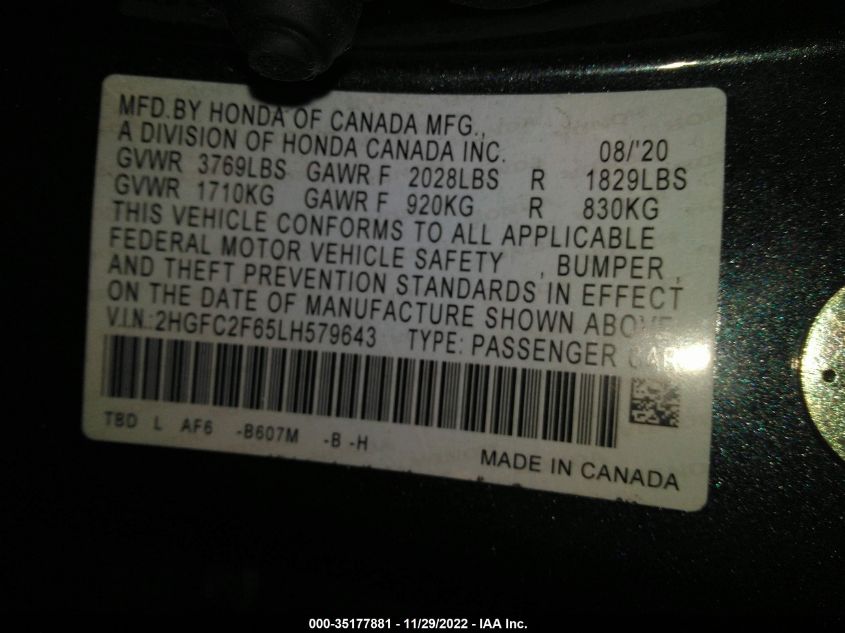 MFD.BY HONDA OF CANADA MFG.,
A DIVISION OF HONDA CANADA INC. 08/'20
GVWR 3769LBS GAWR F 2028LBS R 1829LBS
GVWR 1710KG GAWR F 920KG R 830KG
THIS VEHICLE CONFORMS TO ALL APPLICABLE
FEDERAL MOTOR VEHICLE SAFETY , BUMPER ,
AND THEFT PREVENTION STANDARDS IN EFFECT
ON THE DATE OF MANUFACTURE SHOWN ABOVE
V.I.N.:2HGFC2F65LH579643 TYPE: PASSENGER CAR
TBD L AF6 -B607M -B -H
MADE IN CANADA
000-35177881 - 11/29/2022 - IAA Inc.